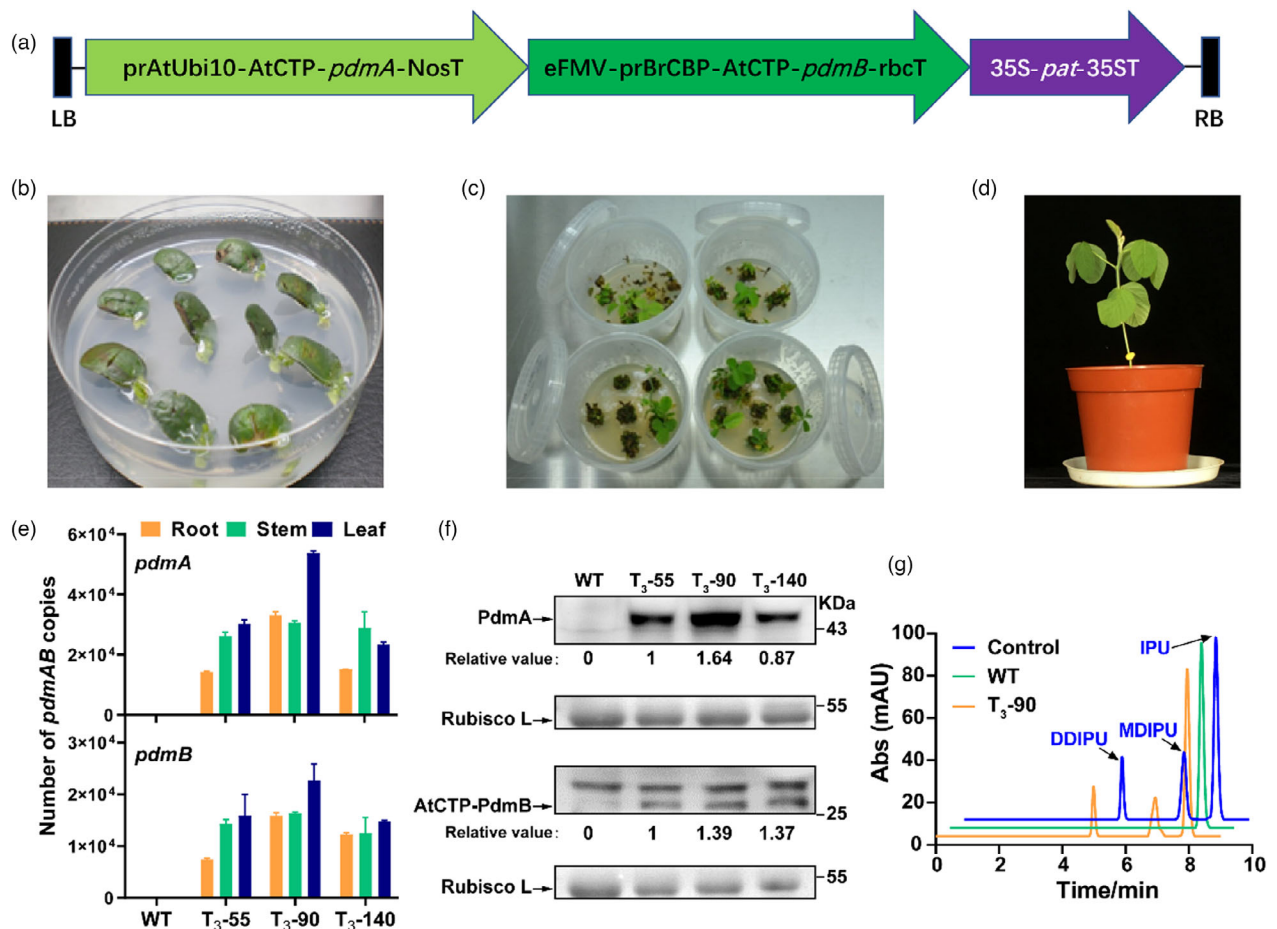 (a)
prAtUbi10-AtCTP-pdmA-NosT
eFMV-prBrCBP-AtCTP-pdmB-rbcT
35S-pat-35ST
LB
RB
(b)
(c)
(d)
(e)
Root Stem Leaf
Number of pdmAB copies
6×10⁴
pdmA
4×10⁴
2×10⁴
0
3×10⁴
pdmB
2×10⁴
1×10⁴
0
WT T₃-55 T₃-90 T₃-140
(f)
WT T₃-55 T₃-90 T₃-140
KDa
PdmA
43
Relative value: 0 1 1.64 0.87
55
Rubisco L
AtCTP-PdmB
25
Relative value: 0 1 1.39 1.37
55
Rubisco L
(g)
Abs (mAU)
100
80
60
40
20
0
Control
WT
T₃-90
IPU
DDIPU
MDIPU
0 2 4 6 8 10
Time/min